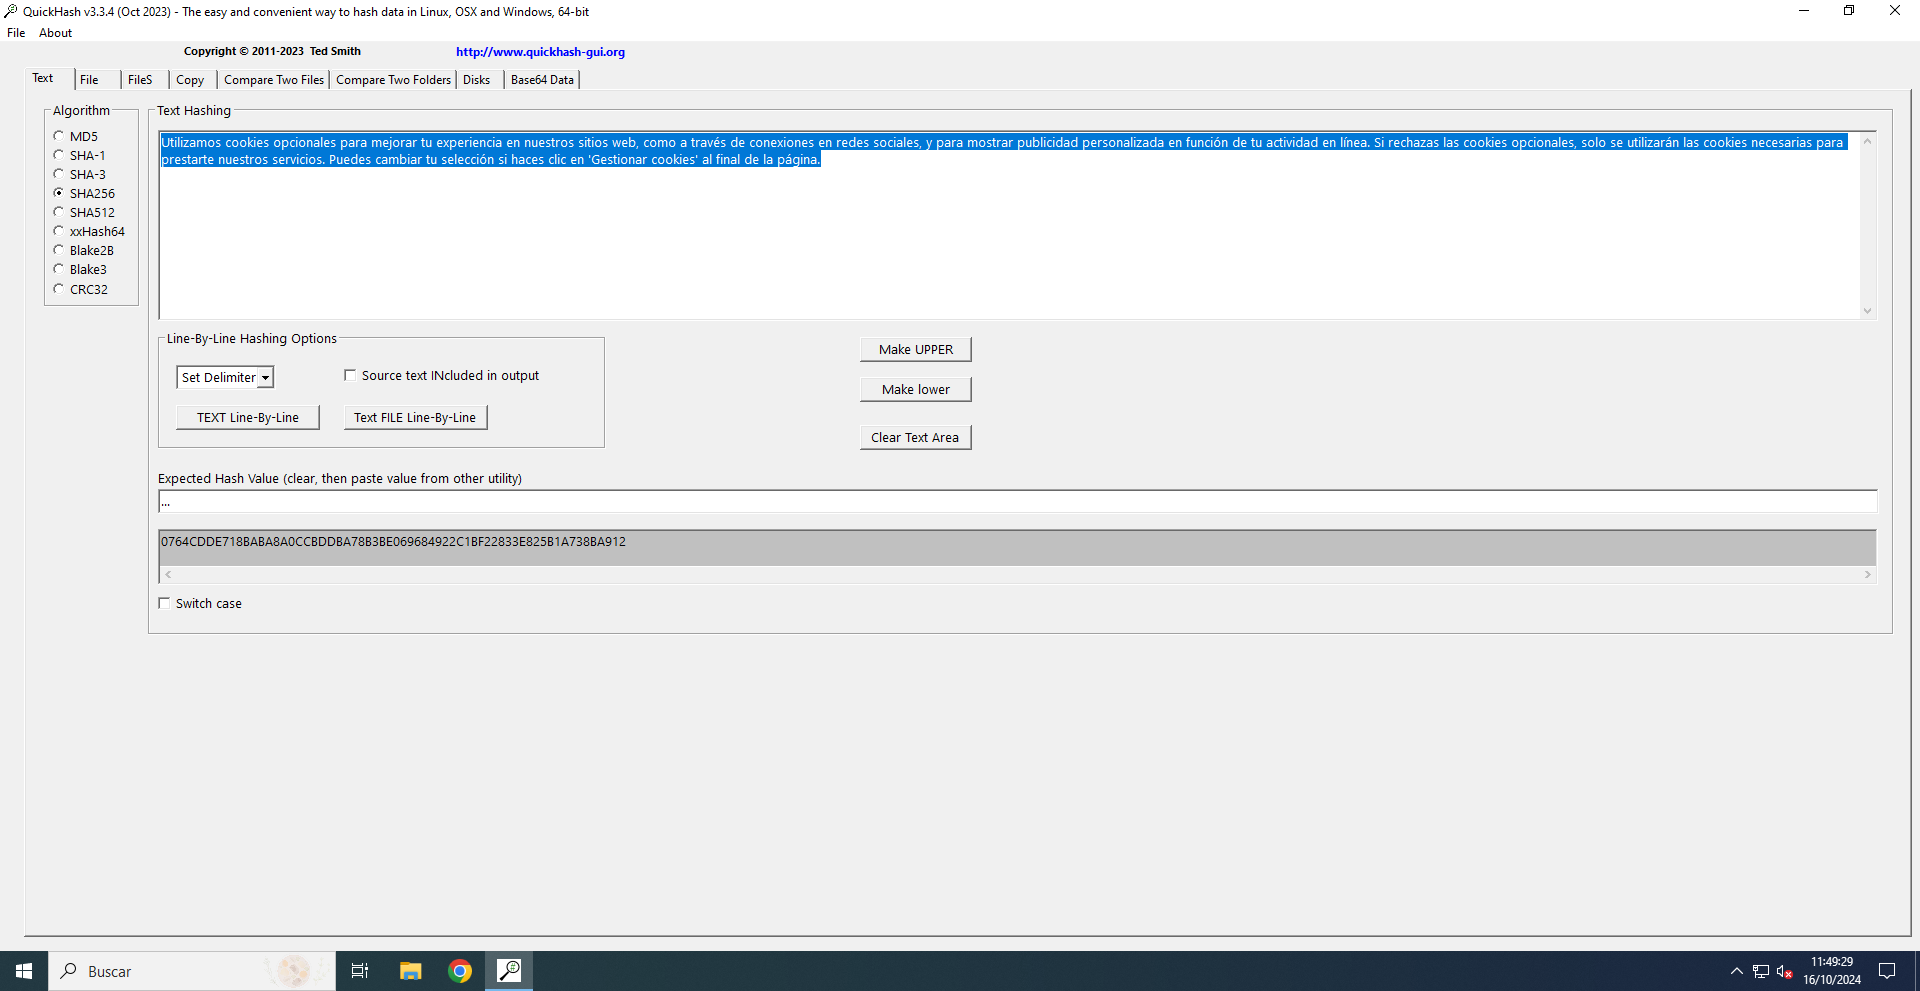 QuickHash v3.3.4 (Oct 2023) - The easy and convenient way to hash data in Linux, OSX and Windows, 64-bit
File About
Copyright © 2011-2023 Ted Smith http://www.quickhash-gui.org
Text File FileS Copy Compare Two Files Compare Two Folders Disks Base64 Data
Algorithm
MD5
SHA-1
SHA-3
SHA256
SHA512
xxHash64
Blake2B
Blake3
CRC32
Text Hashing
Utilizamos cookies opcionales para mejorar tu experiencia en nuestros sitios web, como a través de conexiones en redes sociales, y para mostrar publicidad personalizada en función de tu actividad en línea. Si rechazas las cookies opcionales, solo se utilizarán las cookies necesarias para
prestarte nuestros servicios. Puedes cambiar tu selección si haces clic en 'Gestionar cookies' al final de la página.
Line-By-Line Hashing Options
Set Delimiter Source text INcluded in output
TEXT Line-By-Line Text FILE Line-By-Line
Make UPPER
Make lower
Clear Text Area
Expected Hash Value (clear, then paste value from other utility)
...
0764CDDE718BABA8A0CCBDDBA78B3BE069684922C1BF22833E825B1A738BA912
Switch case
Buscar
11:49:29
16/10/2024